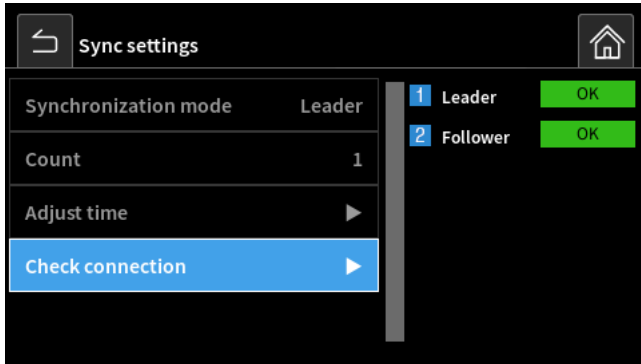 Sync settings
Synchronization mode Leader
Count 1
Adjust time
Check connection
1 Leader OK
2 Follower OK